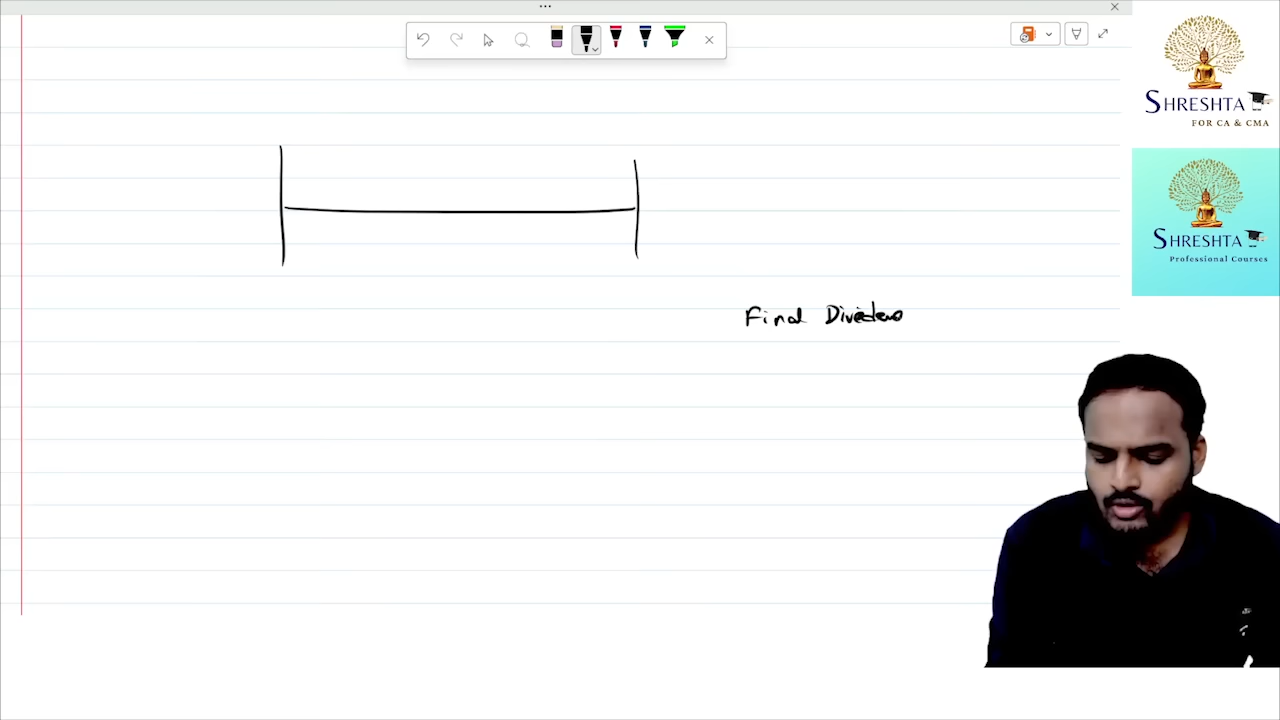 SHRESHTA
FOR CA & CMA
SHRESHTA
Professional Courses
Final Dividend